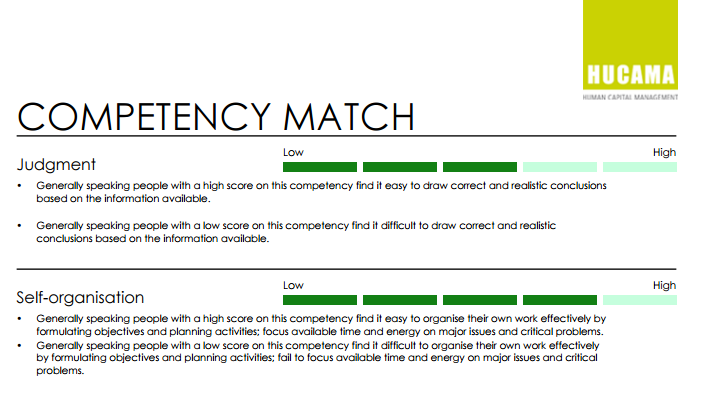 HUCAMA
HUMAN CAPITAL MANAGEMENT
COMPETENCY MATCH
Low High
Judgment
• Generally speaking people with a high score on this competency find it easy to draw correct and realistic conclusions
based on the information available.
• Generally speaking people with a low score on this competency find it difficult to draw correct and realistic
conclusions based on the information available.
Low High
Self-organisation
• Generally speaking people with a high score on this competency find it easy to organise their own work effectively by
formulating objectives and planning activities; focus available time and energy on major issues and critical problems.
• Generally speaking people with a low score on this competency find it difficult to organise their own work effectively
by formulating objectives and planning activities; fail to focus available time and energy on major issues and critical
problems.